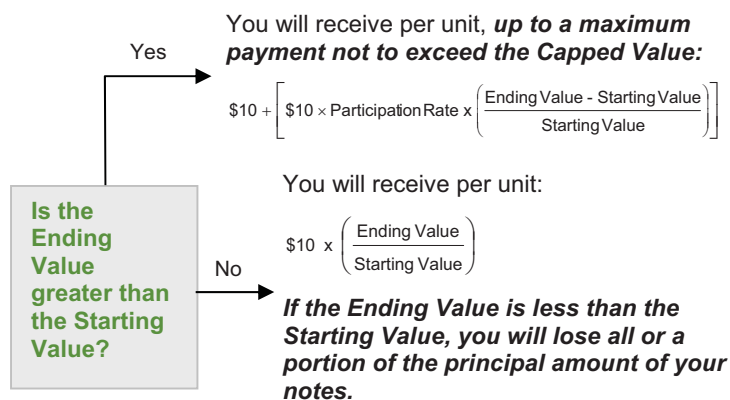 You will receive per unit, up to a maximum
payment not to exceed the Capped Value:
Yes
$10 + [$10 × Participation Rate x (Ending Value - Starting Value / Starting Value)]
Is the
Ending
Value
greater than
the Starting
Value?
No
You will receive per unit:
$10 x (Ending Value / Starting Value)
If the Ending Value is less than the
Starting Value, you will lose all or a
portion of the principal amount of your
notes.